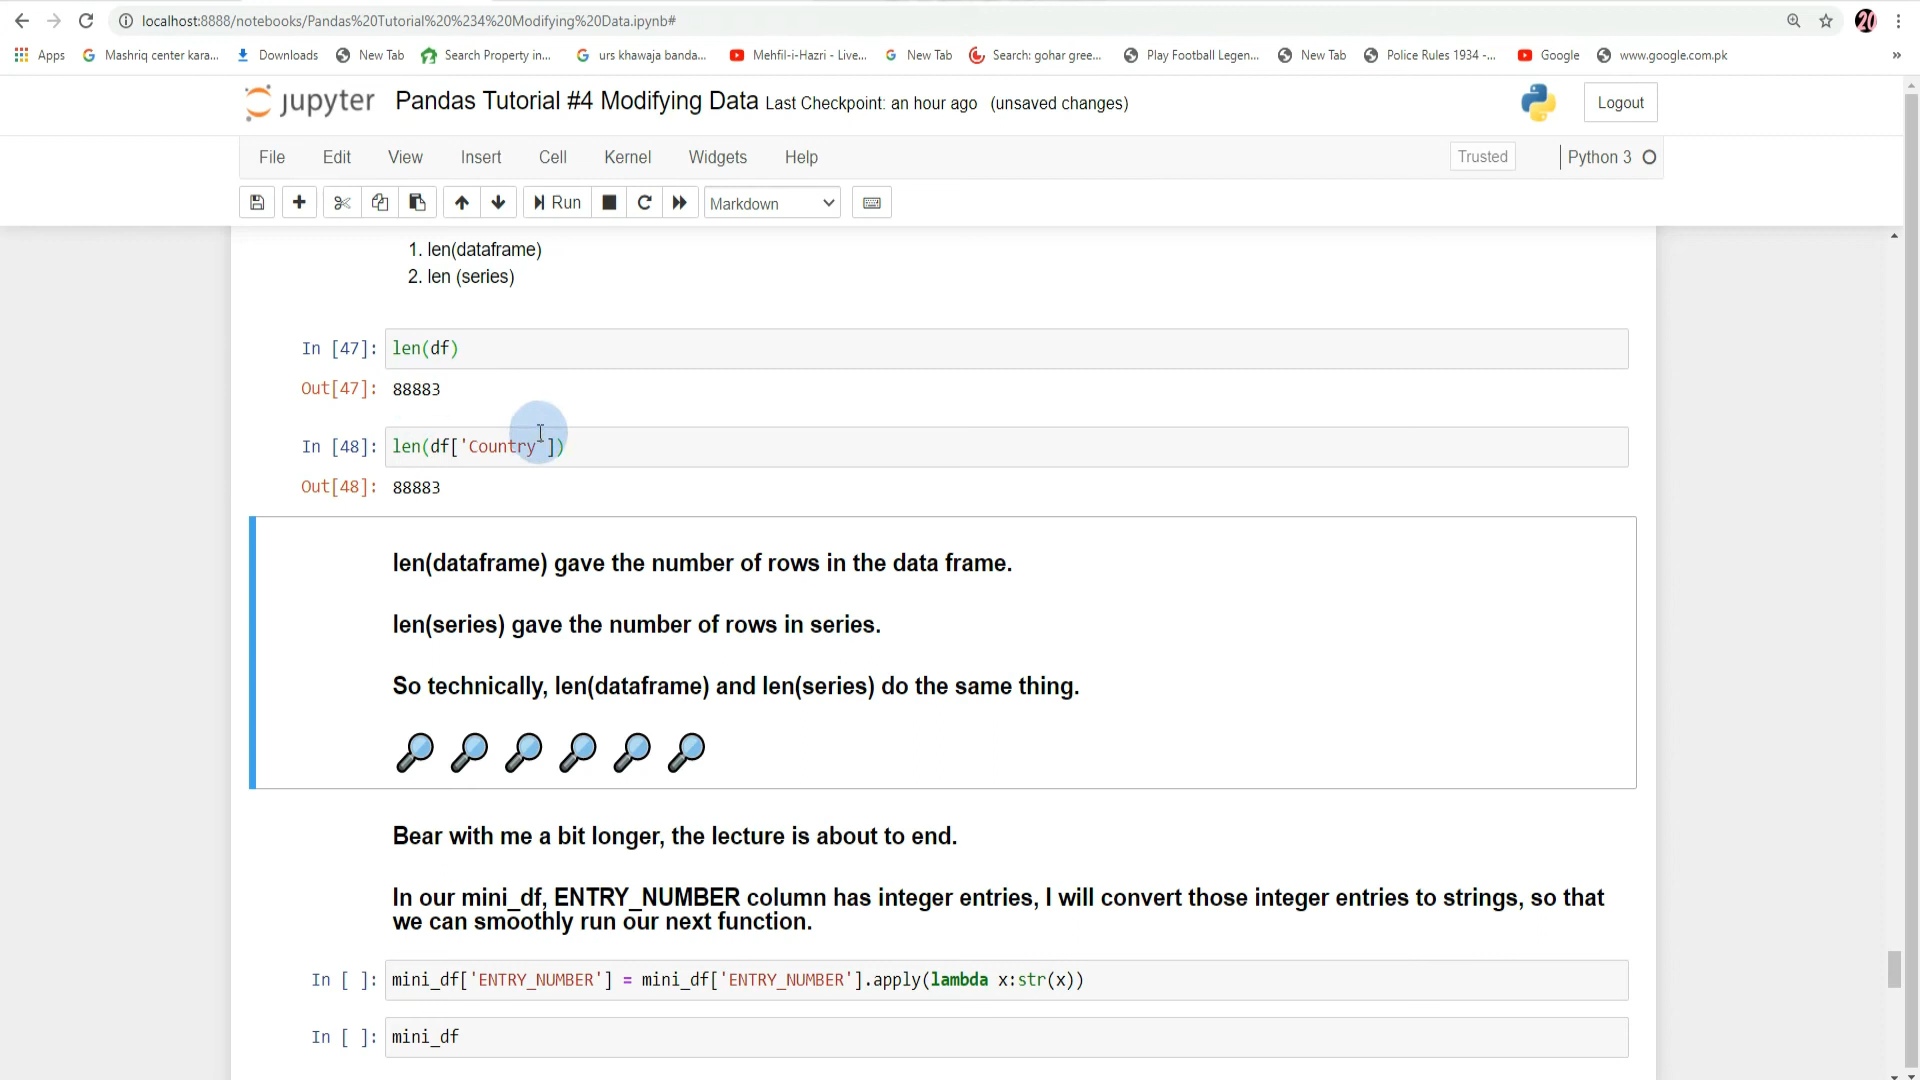 localhost:8888/notebooks/Pandas%20Tutorial%20%234%20Modifying%20Data.ipynb#
20
Apps Mashriq center kara... Downloads New Tab Search Property in... urs khawaja banda... Mehfil-i-Hazri - Live... New Tab Search: gohar gree... Play Football Legen... New Tab Police Rules 1934 -... Google www.google.com.pk »
jupyter Pandas Tutorial #4 Modifying Data Last Checkpoint: an hour ago (unsaved changes) Logout
File Edit View Insert Cell Kernel Widgets Help Trusted Python 3
Run Markdown
1. len(dataframe)
2. len (series)
In [47]: len(df)
Out[47]: 88883
In [48]: len(df['Country'])
Out[48]: 88883
len(dataframe) gave the number of rows in the data frame.
len(series) gave the number of rows in series.
So technically, len(dataframe) and len(series) do the same thing.
Bear with me a bit longer, the lecture is about to end.
In our mini_df, ENTRY_NUMBER column has integer entries, I will convert those integer entries to strings, so that
we can smoothly run our next function.
In [ ]: mini_df['ENTRY_NUMBER'] = mini_df['ENTRY_NUMBER'].apply(lambda x:str(x))
In [ ]: mini_df